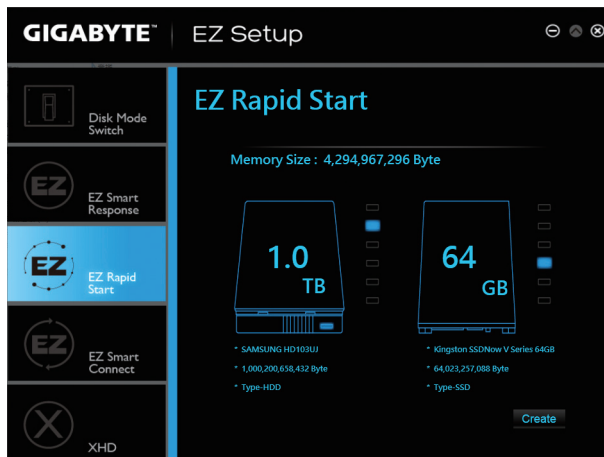 GIGABYTE™
EZ Setup
Disk Mode
Switch
EZ
EZ Smart
Response
EZ
EZ Rapid
Start
EZ
EZ Smart
Connect
XHD
EZ Rapid Start
Memory Size : 4,294,967,296 Byte
1.0
TB
* SAMSUNG HD103UJ
* 1,000,200,658,432 Byte
* Type-HDD
64
GB
* Kingston SSDNow V Series 64GB
* 64,023,257,088 Byte
* Type-SSD
Create